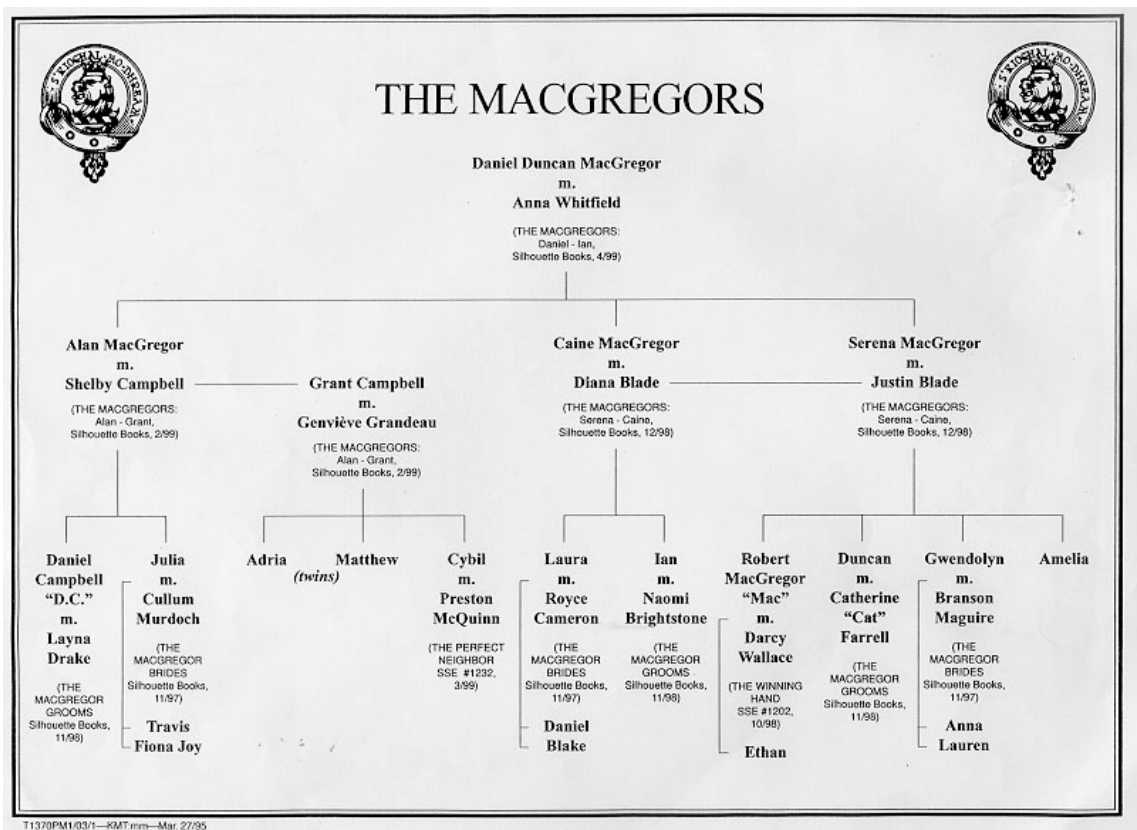 S'RIOGHAL·MO·DHREAM.
THE MACGREGORS
S'RIOGHAL·MO·DHREAM.
Daniel Duncan MacGregor
m.
Anna Whitfield
(THE MACGREGORS:
Daniel - Ian,
Silhouette Books, 4/99)
Alan MacGregor
m.
Shelby Campbell
(THE MACGREGORS:
Alan - Grant,
Silhouette Books, 2/99)
Grant Campbell
m.
Genviève Grandeau
(THE MACGREGORS:
Alan - Grant,
Silhouette Books, 2/99)
Caine MacGregor
m.
Diana Blade
(THE MACGREGORS:
Serena - Caine,
Silhouette Books, 12/98)
Serena MacGregor
m.
Justin Blade
(THE MACGREGORS:
Serena - Caine,
Silhouette Books, 12/98)
Daniel
Campbell
“D.C.”
m.
Layna
Drake
(THE
MACGREGOR
GROOMS
Silhouette Books,
11/98)
Julia
m.
Cullum
Murdoch
(THE
MACGREGOR
BRIDES
Silhouette Books,
11/97)
Travis
Fiona Joy
Adria Matthew
(twins)
Cybil
m.
Preston
McQuinn
(THE PERFECT
NEIGHBOR
SSE #1232,
3/99)
Laura
m.
Royce
Cameron
(THE
MACGREGOR
BRIDES
Silhouette Books,
11/97)
Daniel
Blake
Ian
m.
Naomi
Brightstone
(THE
MACGREGOR
GROOMS
Silhouette Books,
11/98)
Robert
MacGregor
“Mac”
m.
Darcy
Wallace
(THE WINNING
HAND
SSE #1202,
10/98)
Ethan
Duncan
m.
Catherine
“Cat”
Farrell
(THE
MACGREGOR
GROOMS
Silhouette Books,
11/98)
Gwendolyn
m.
Branson
Maguire
(THE
MACGREGOR
BRIDES
Silhouette Books,
11/97)
Anna
Lauren
Amelia
T1370PM1/03/1—KMT:mm—Mar. 27/95